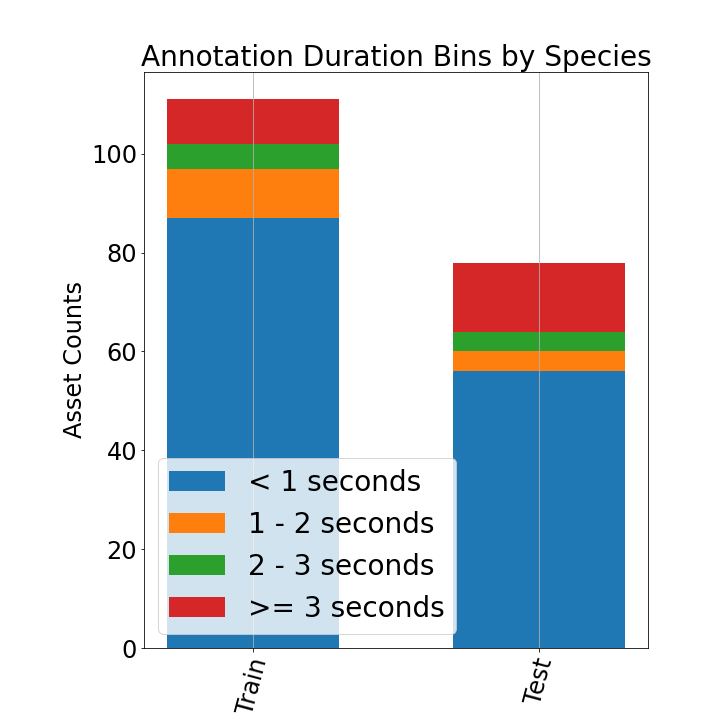 Annotation Duration Bins by Species
Asset Counts
100
80
60
40
20
0
< 1 seconds
1 - 2 seconds
2 - 3 seconds
>= 3 seconds
Train
Test